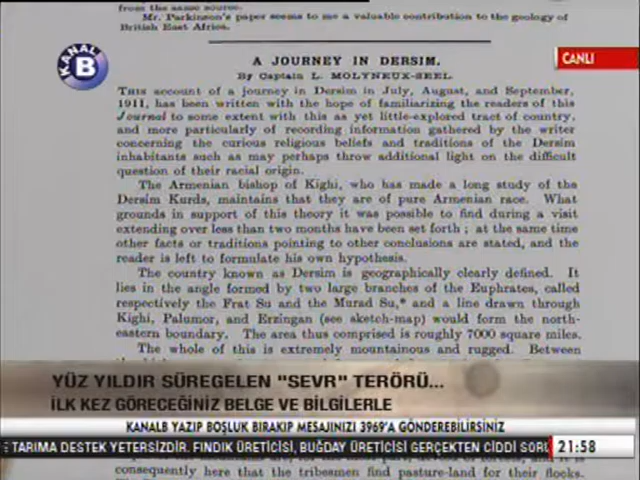 from the same source.
Mr. Parkinson's paper seems to me a valuable contribution to the geology of
British East Africa.
KANAL B
CANLI
A JOURNEY IN DERSIM.
By Captain L. MOLYNEUX-SEEL.
THIS account of a journey in Dersim in July, August, and September,
1911, has been written with the hope of familiarizing the readers of this
Journal to some extent with this as yet little-explored tract of country,
and more particularly of recording information gathered by the writer
concerning the curious religious beliefs and traditions of the Dersim
inhabitants such as may perhaps throw additional light on the difficult
question of their racial origin.
The Armenian bishop of Kighi, who has made a long study of the
Dersim Kurds, maintains that they are of pure Armenian race. What
grounds in support of this theory it was possible to find during a visit
extending over less than two months have been set forth ; at the same time
other facts or traditions pointing to other conclusions are stated, and the
reader is left to formulate his own hypothesis.
The country known as Dersim is geographically clearly defined. It
lies in the angle formed by two large branches of the Euphrates, called
respectively the Frat Su and the Murad Su,* and a line drawn through
Kighi, Palumor, and Erzingan (see sketch-map) would form the north-
eastern boundary. The area thus comprised is roughly 7000 square miles.
The whole of this is extremely mountainous and rugged. Between
YÜZ YILDIR SÜREGELEN "SEVR" TERÖRÜ...
İLK KEZ GÖRECEĞİNİZ BELGE VE BİLGİLERLE
KANALB YAZIP BOŞLUK BIRAKIP MESAJINIZI 3969'A GÖNDEREBİLİRSİNİZ
E TARIMA DESTEK YETERSİZDİR. FINDIK ÜRETİCİSİ, BUĞDAY ÜRETİCİSİ GERÇEKTEN CİDDİ SORU
21:58
consequently here that the tribesmen find pasture-land for their flocks.